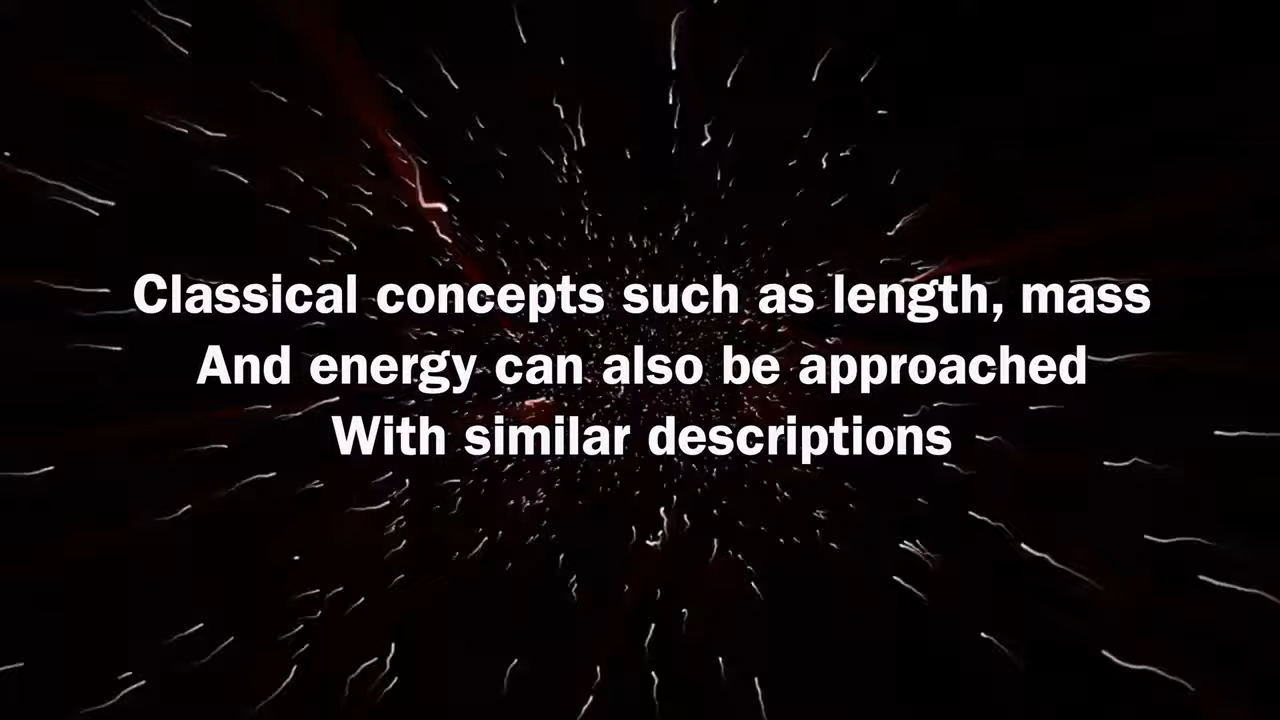 Classical concepts such as length, mass
And energy can also be approached
With similar descriptions